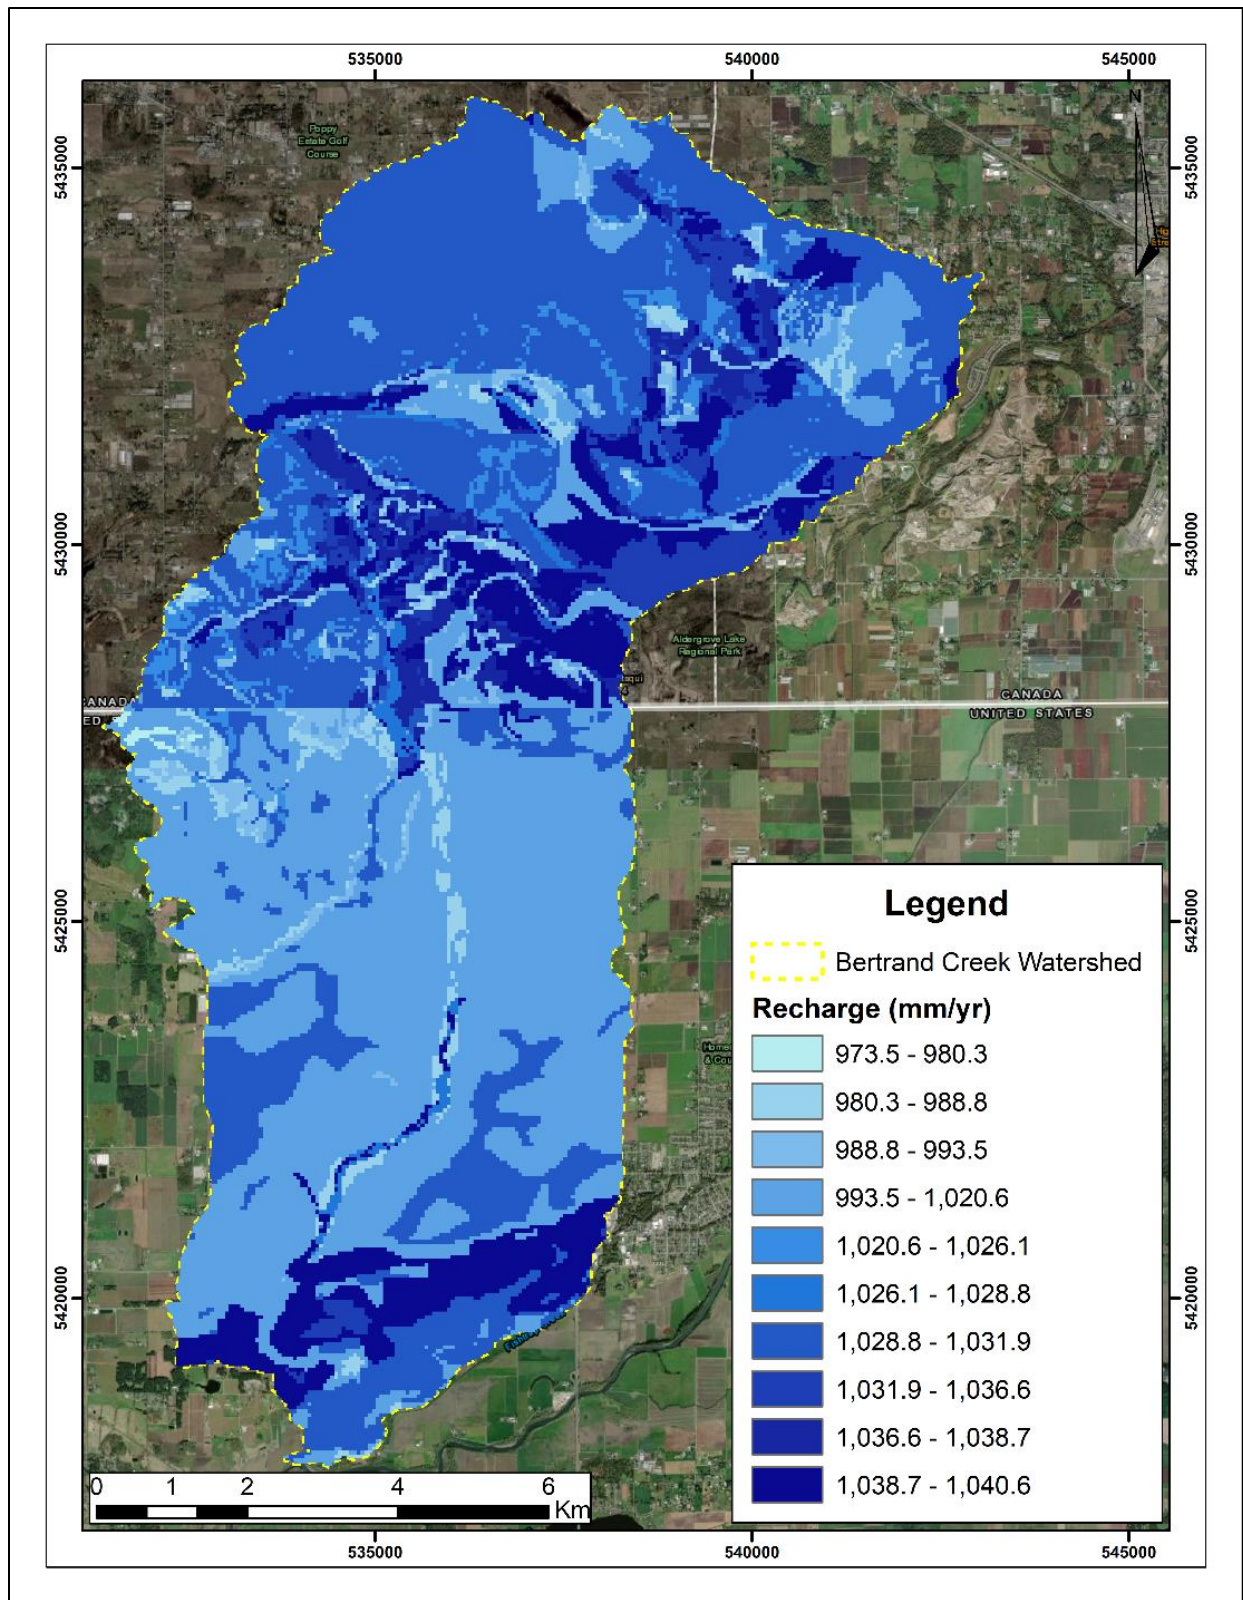 535000 540000 545000
N
Poppy
Estate Golf
Course
5435000 5435000
5430000 5430000
Aldergrove Lake
Regional Park
CANADA
UNITED STATES
5425000 5425000
5420000 5420000
Legend
Bertrand Creek Watershed
Recharge (mm/yr)
973.5 - 980.3
980.3 - 988.8
988.8 - 993.5
993.5 - 1,020.6
1,020.6 - 1,026.1
1,026.1 - 1,028.8
1,028.8 - 1,031.9
1,031.9 - 1,036.6
1,036.6 - 1,038.7
1,038.7 - 1,040.6
0 1 2 4 6
Km
535000 540000 545000